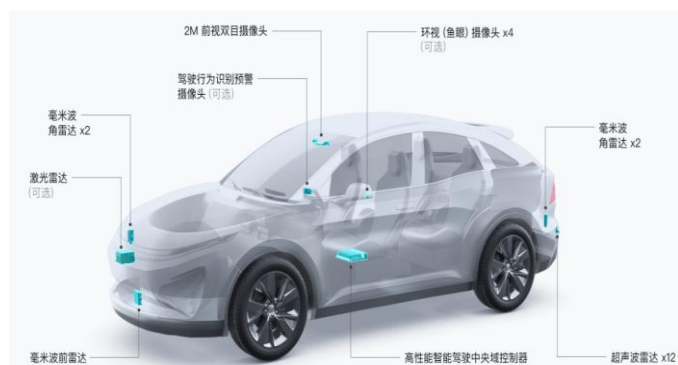 2M 前视双目摄像头
环视 (鱼眼) 摄像头 x4
(可选)
驾驶行为识别预警
摄像头 (可选)
毫米波
角雷达 x2
毫米波
角雷达 x2
激光雷达
(可选)
毫米波前雷达
高性能智能驾驶中央域控制器
超声波雷达 x12